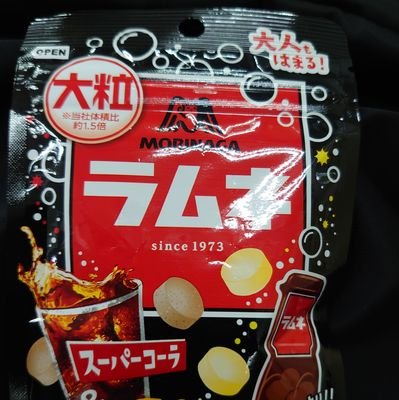 OPEN
大人も
はまる!
大粒
※当社体積比
約1.5倍
MORINAGA
ラムネ
since 1973
ラムネ
スーパーコーラ